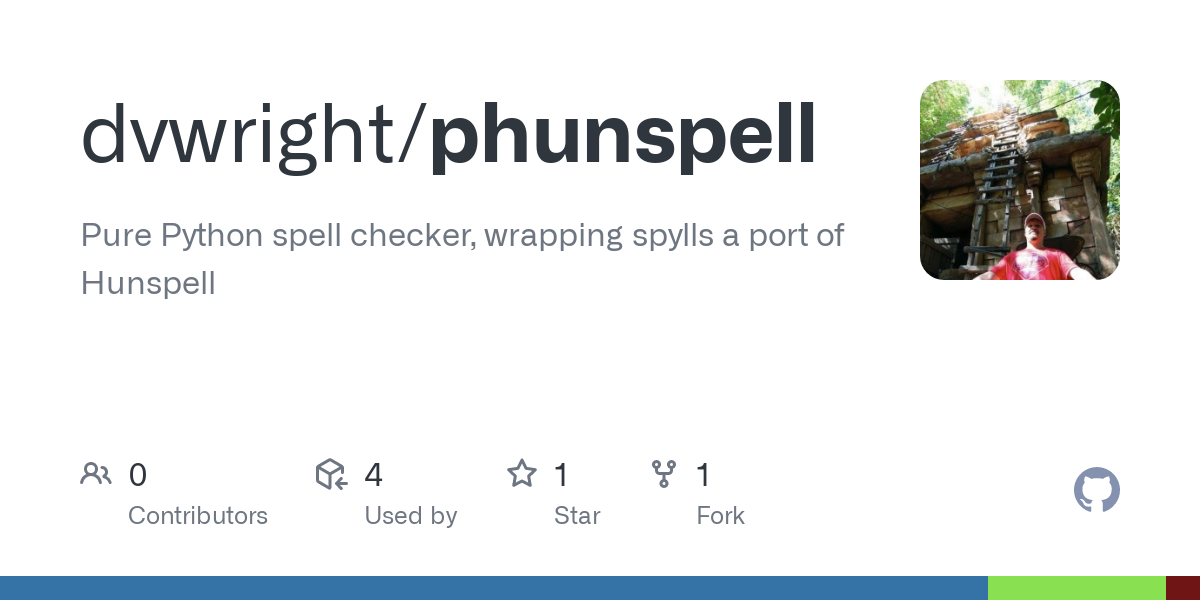 dvwright/phunspell
Pure Python spell checker, wrapping spylls a port of
Hunspell
0 4 1 1
Contributors Used by Star Fork